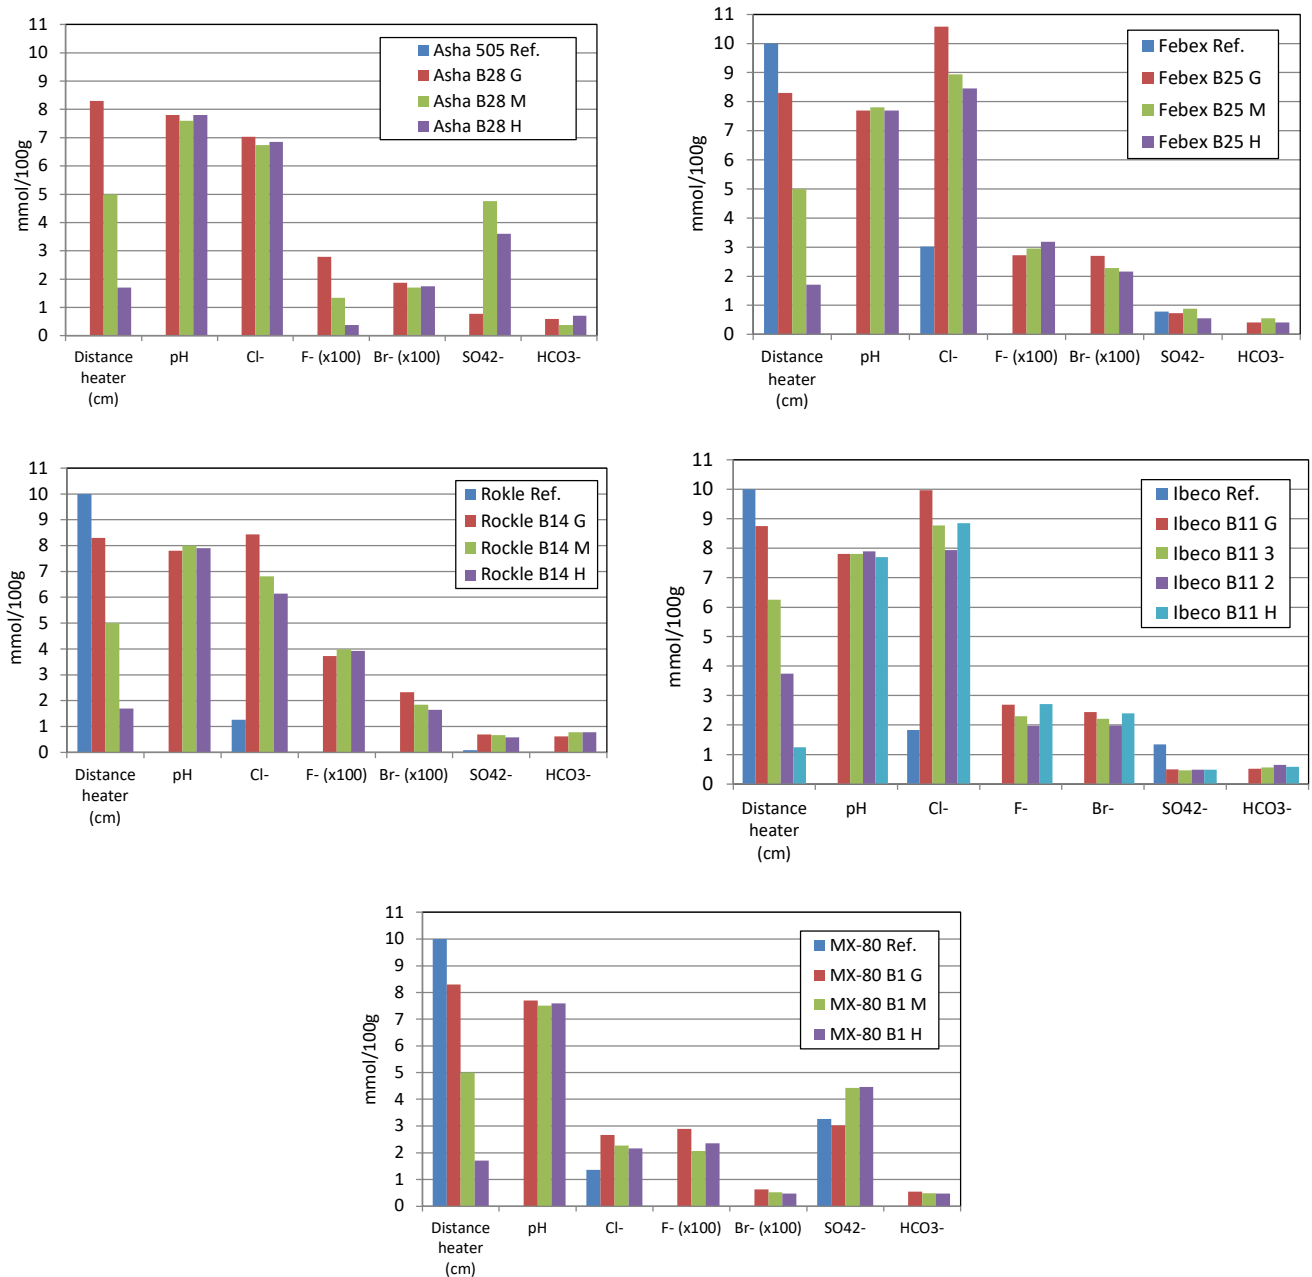 11
10
9
8
7
6
5
4
3
2
1
0
mmol/100g
Asha 505 Ref.
Asha B28 G
Asha B28 M
Asha B28 H
Distance heater (cm)
pH
Cl-
F- (x100)
Br- (x100)
SO42-
HCO3-
11
10
9
8
7
6
5
4
3
2
1
0
mmol/100g
Febex Ref.
Febex B25 G
Febex B25 M
Febex B25 H
Distance
heater
(cm)
pH
Cl-
F- (x100)
Br- (x100)
SO42-
HCO3-
11
10
9
8
7
6
5
4
3
2
1
0
mmol/100g
Rokle Ref.
Rockle B14 G
Rockle B14 M
Rockle B14 H
Distance
heater
(cm)
pH
Cl-
F- (x100)
Br- (x100)
SO42-
HCO3-
11
10
9
8
7
6
5
4
3
2
1
0
mmol/100g
Ibeco Ref.
Ibeco B11 G
Ibeco B11 3
Ibeco B11 2
Ibeco B11 H
Distance
heater
(cm)
pH
Cl-
F-
Br-
SO42-
HCO3-
11
10
9
8
7
6
5
4
3
2
1
0
mmol/100g
MX-80 Ref.
MX-80 B1 G
MX-80 B1 M
MX-80 B1 H
Distance
heater
(cm)
pH
Cl-
F- (x100)
Br- (x100)
SO42-
HCO3-